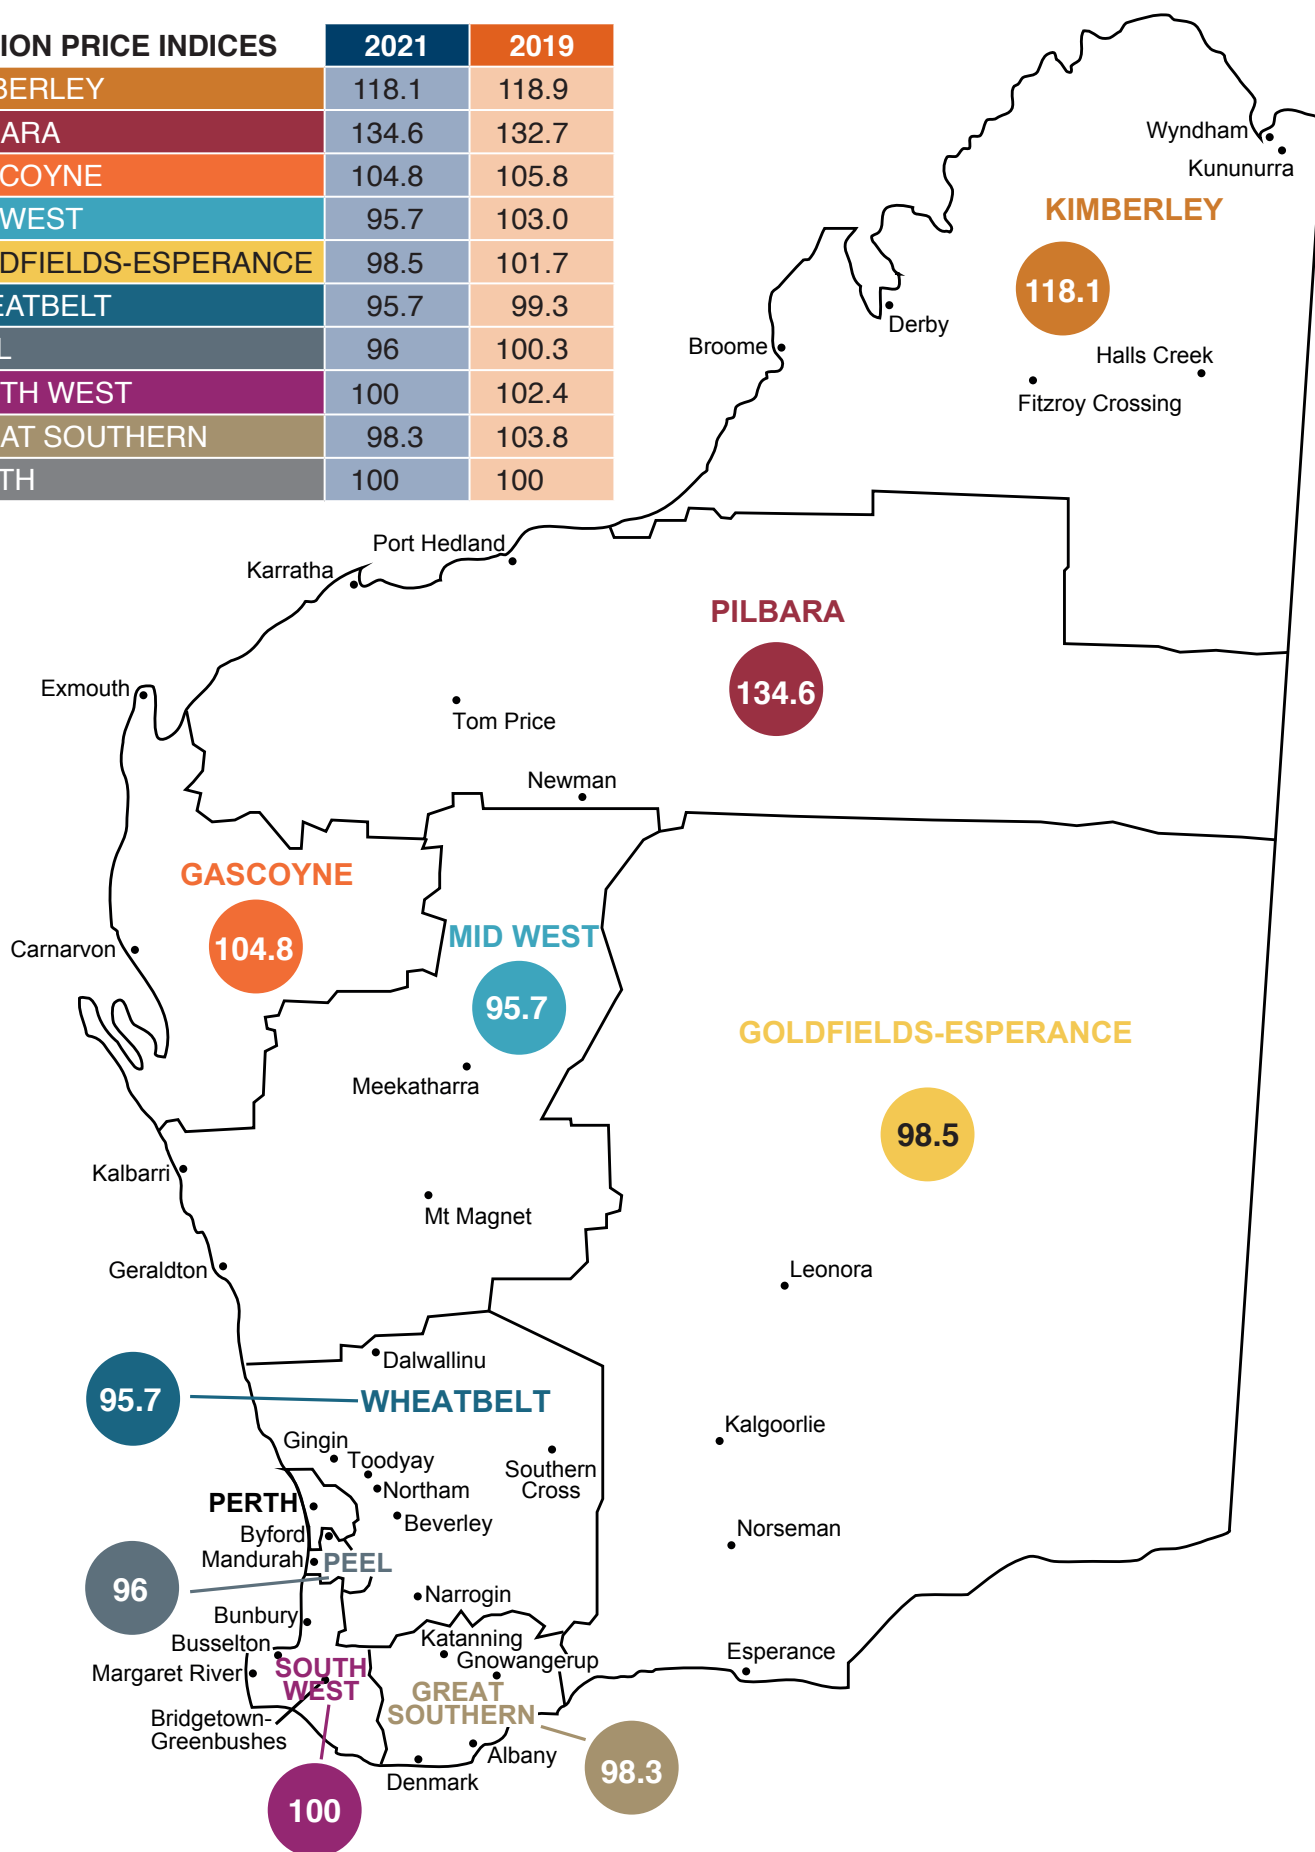 ION PRICE INDICES 2021 2019
BERLEY 118.1 118.9
ARA 134.6 132.7
COYNE 104.8 105.8
WEST 95.7 103.0
DFIELDS-ESPERANCE 98.5 101.7
EATBELT 95.7 99.3
L 96 100.3
TH WEST 100 102.4
AT SOUTHERN 98.3 103.8
TH 100 100
Wyndham
Kununurra
KIMBERLEY
118.1
Derby
Broome
Halls Creek
Fitzroy Crossing
Port Hedland
Karratha
PILBARA
134.6
Exmouth
Tom Price
Newman
GASCOYNE
104.8
MID WEST
95.7
Carnarvon
GOLDFIELDS-ESPERANCE
98.5
Meekatharra
Kalbarri
Mt Magnet
Geraldton
Leonora
Dalwallinu
95.7
WHEATBELT
Kalgoorlie
Gingin
Toodyay
Southern
Cross
Northam
PERTH
Beverley
Byford
Norseman
Mandurah
PEEL
96
Narrogin
Bunbury
Katanning
Busselton
Esperance
Gnowangerup
Margaret River
SOUTH
WEST
GREAT
SOUTHERN
Bridgetown-
Greenbushes
Albany
98.3
Denmark
100